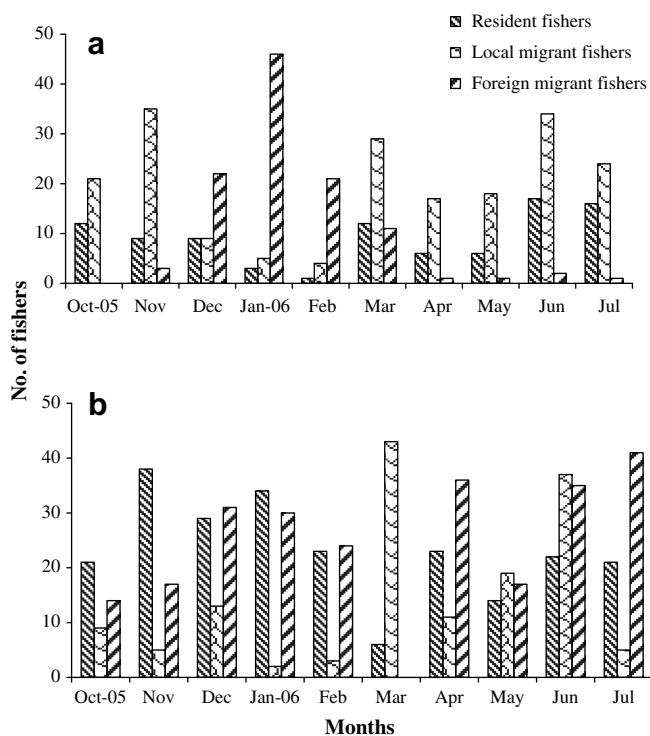 Resident fishers
Local migrant fishers
Foreign migrant fishers
a
50
40
30
20
10
0
Oct-05 Nov Dec Jan-06 Feb Mar Apr May Jun Jul
No. of fishers
b
50
40
30
20
10
0
Oct-05 Nov Dec Jan-06 Feb Mar Apr May Jun Jul
Months